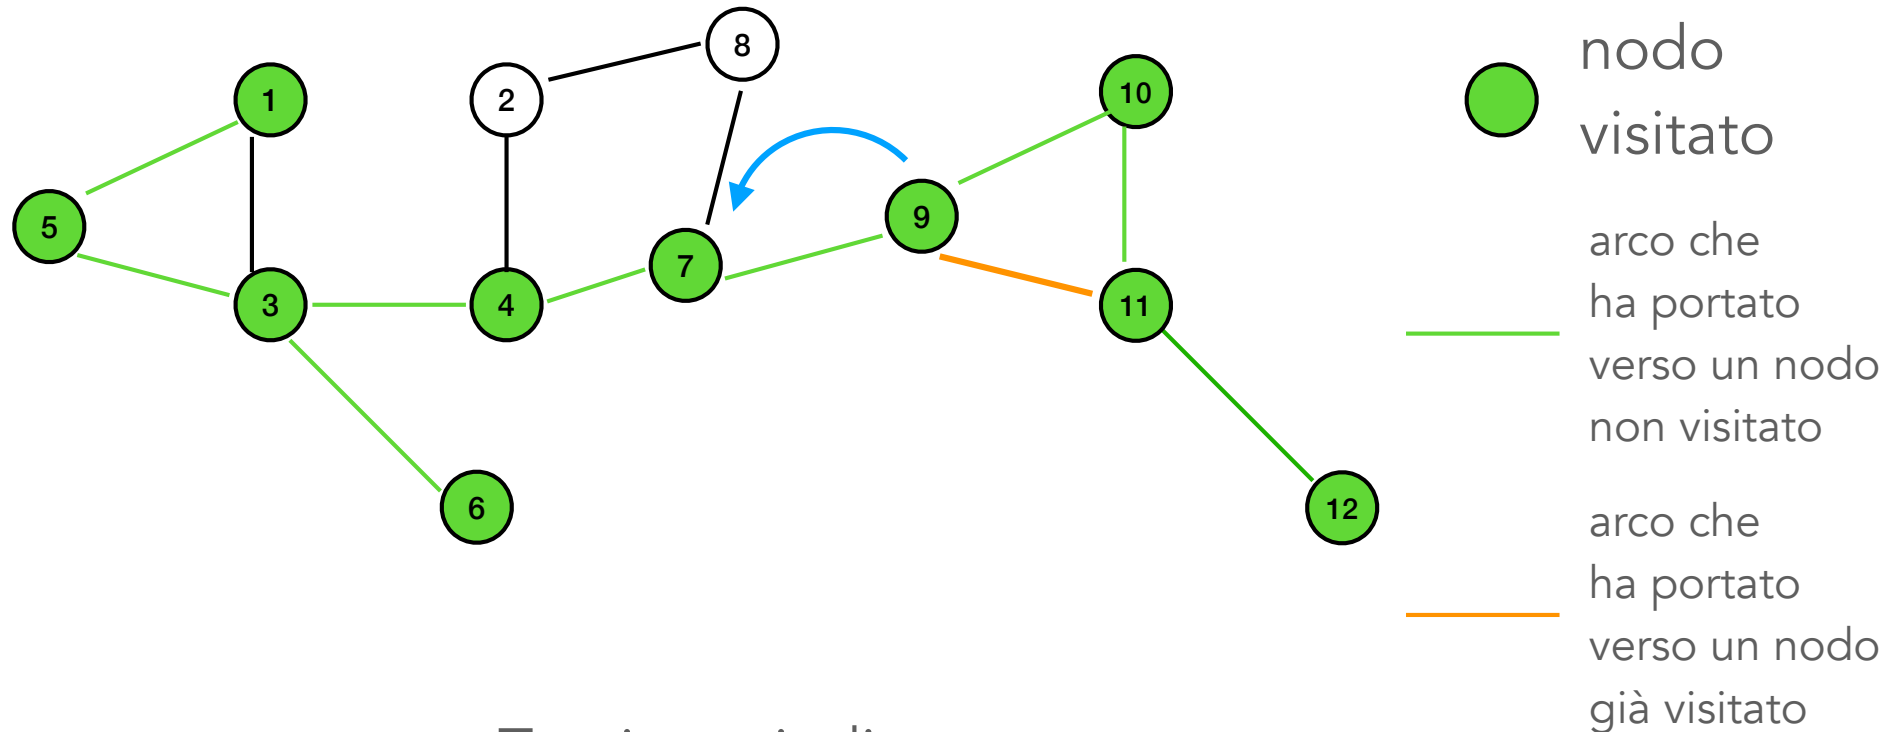 8
1
2
10
5
7
9
3
4
11
6
12
nodo
visitato
arco che
ha portato
verso un nodo
non visitato
arco che
ha portato
verso un nodo
già visitato